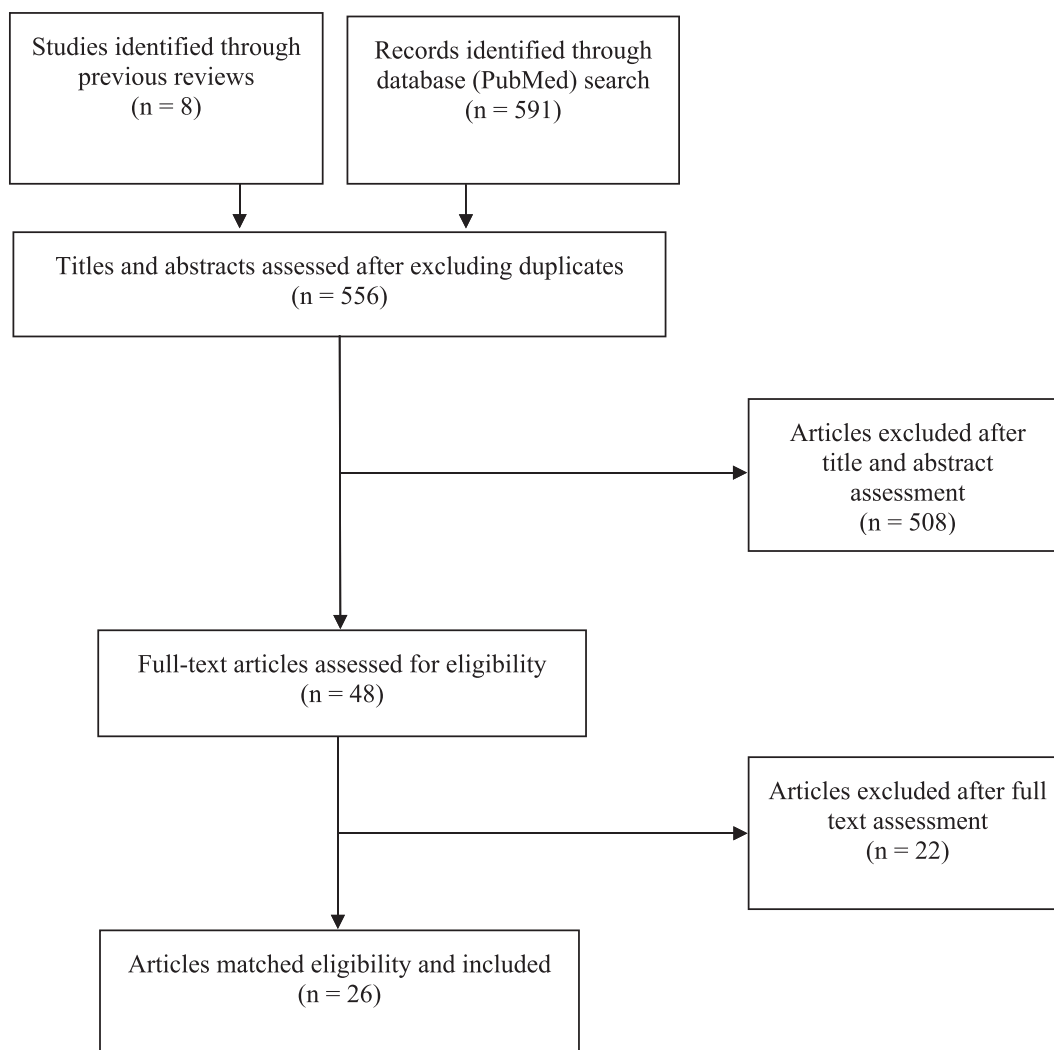 Studies identified through
previous reviews
(n = 8)
Records identified through
database (PubMed) search
(n = 591)
Titles and abstracts assessed after excluding duplicates
(n = 556)
Articles excluded after
title and abstract
assessment
(n = 508)
Full-text articles assessed for eligibility
(n = 48)
Articles excluded after full
text assessment
(n = 22)
Articles matched eligibility and included
(n = 26)